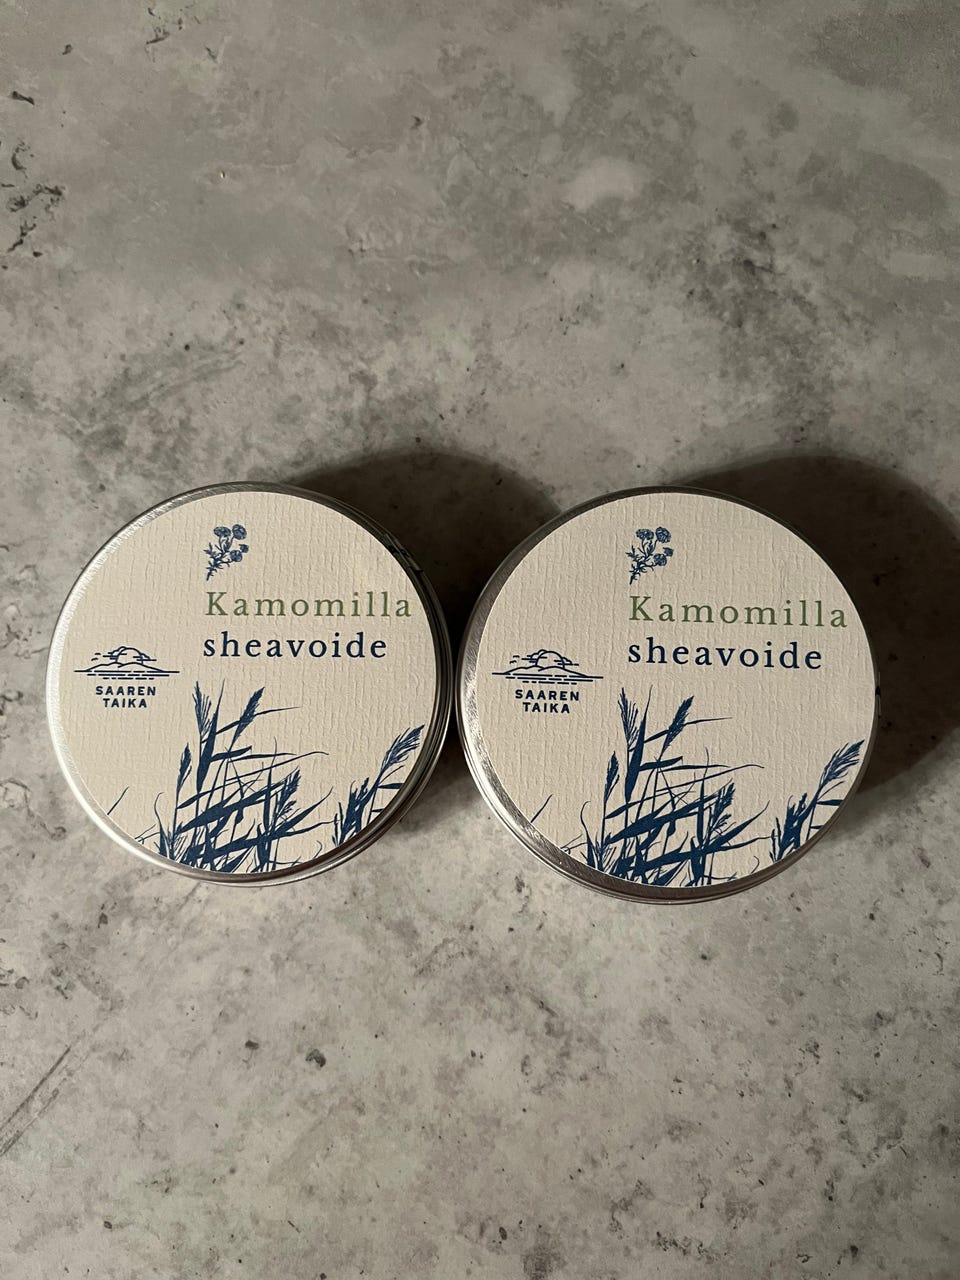 Kamomilla
sheavoide
SAAREN
TAIKA
Kamomilla
sheavoide
SAAREN
TAIKA